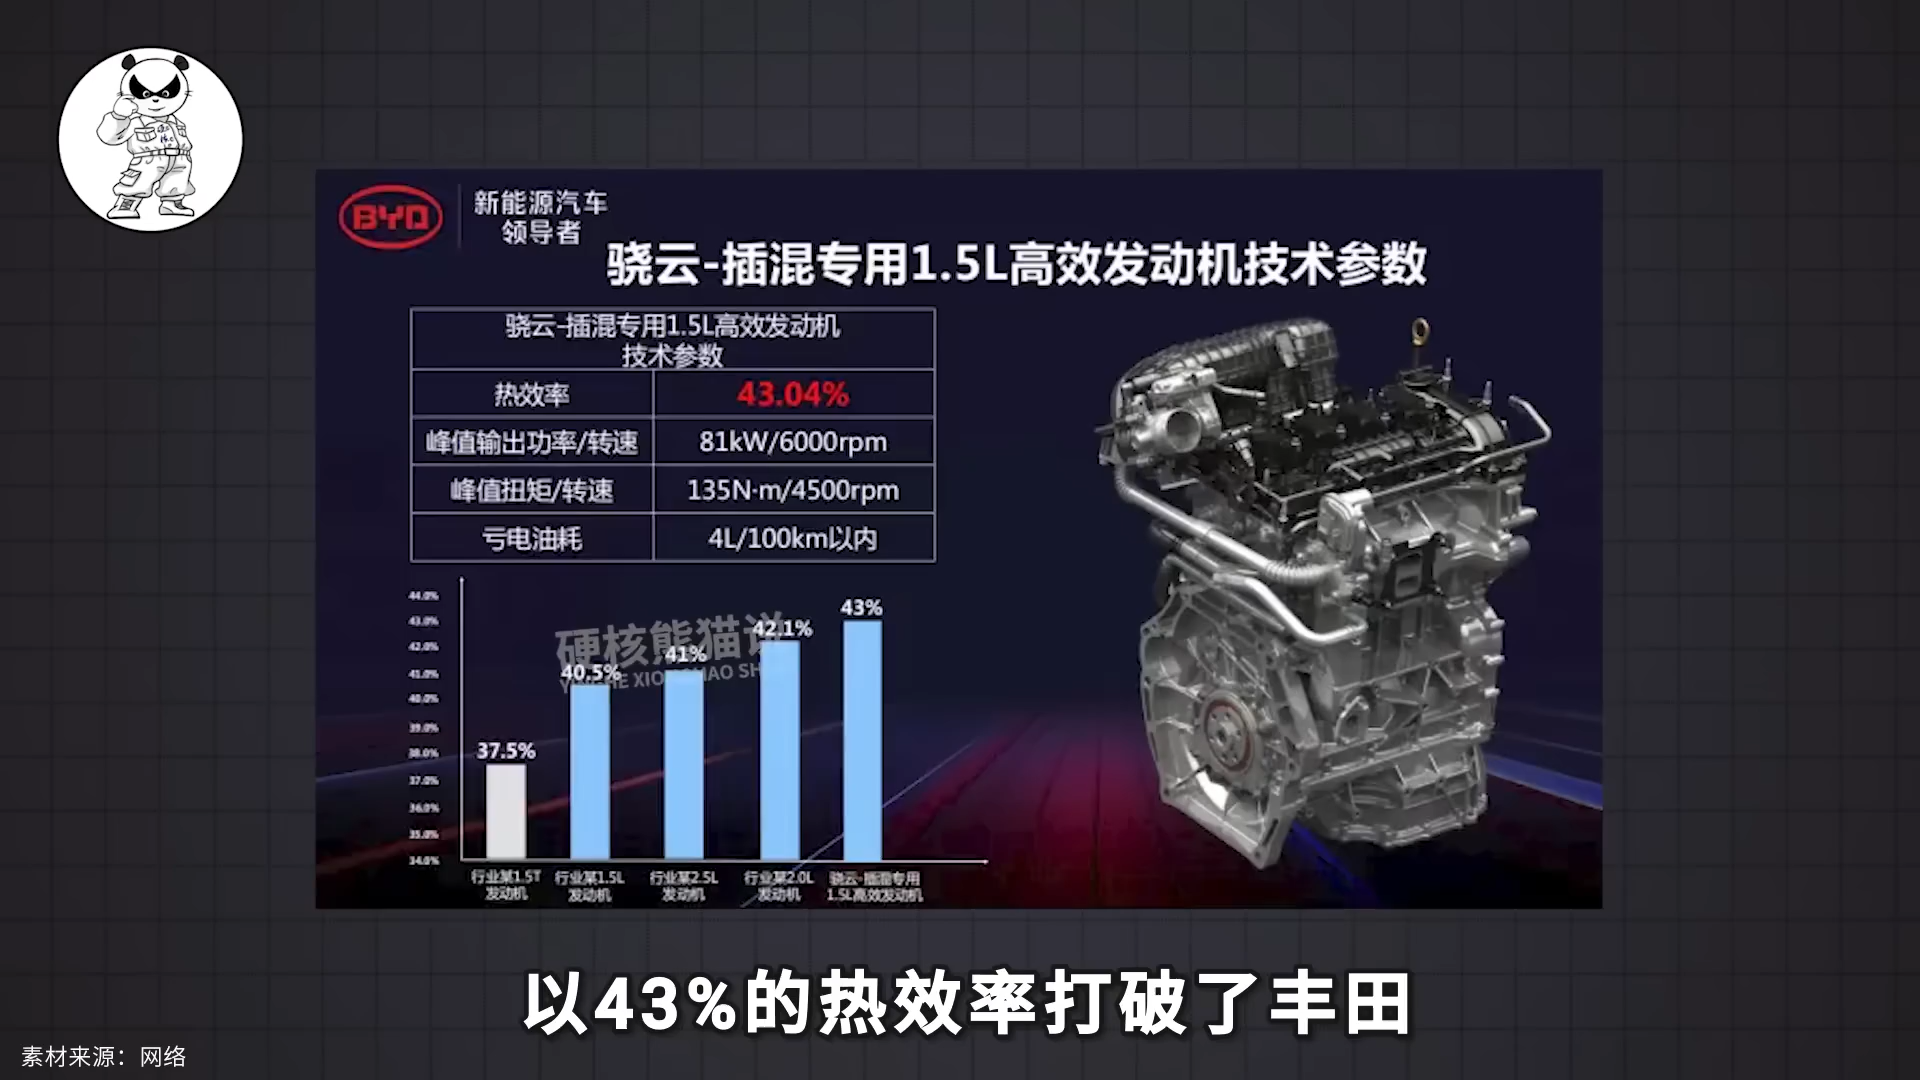 BYD
新能源汽车
领导者
骁云-插混专用1.5L高效发动机技术参数
骁云-插混专用1.5L高效发动机
技术参数
热效率 43.04%
峰值输出功率/转速 81kW/6000rpm
峰值扭矩/转速 135N·m/4500rpm
亏电油耗 4L/100km以内
44.0%
43.0%
42.0%
41.0%
40.0%
39.0%
38.0%
37.0%
36.0%
35.0%
34.0%
37.5%
40.5%
41%
42.1%
43%
硬核熊猫说
行业某1.5T
发动机
行业某1.5L
发动机
行业某2.5L
发动机
行业某2.0L
发动机
骁云-插混专用
1.5L高效发动机
以43%的热效率打破了丰田
素材来源：网络